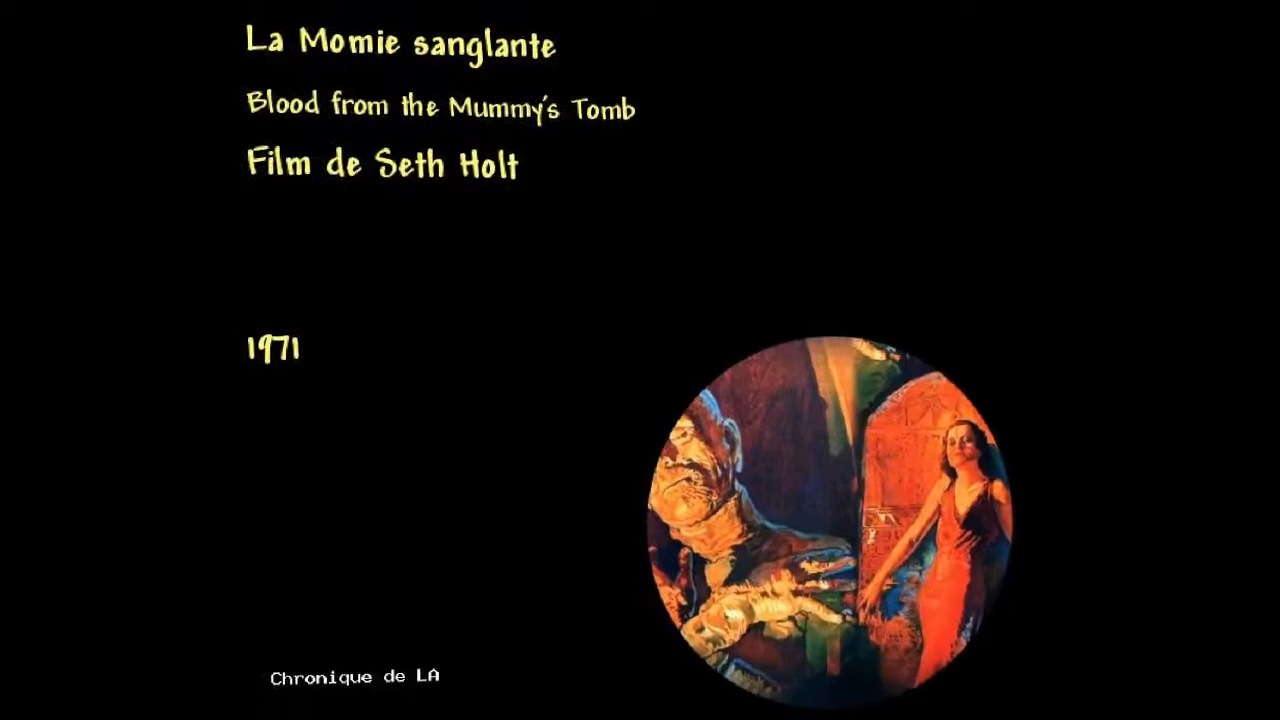 La Momie sanglante
Blood from the Mummy's Tomb
Film de Seth Holt
1971
Chronique de LA